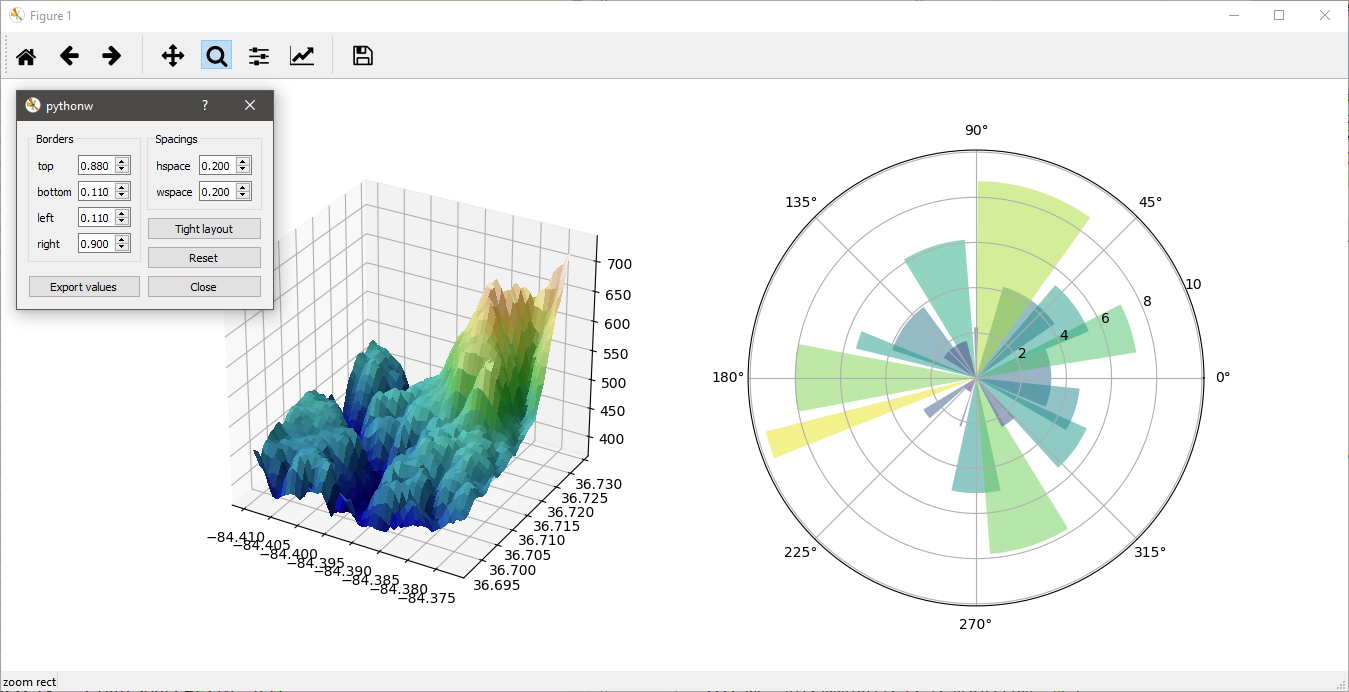 Figure 1
pythonw
?
Borders
Spacings
top 0.880
hspace 0.200
bottom 0.110
wspace 0.200
left 0.110
Tight layout
right 0.900
Reset
Export values
Close
700
650
600
550
500
450
400
36.730
36.725
36.720
36.715
36.710
36.705
36.700
36.695
−84.410
−84.405
−84.400
−84.395
−84.390
−84.385
−84.380
−84.375
90°
135°
45°
10
8
6
4
2
180°
0°
225°
315°
270°
zoom rect